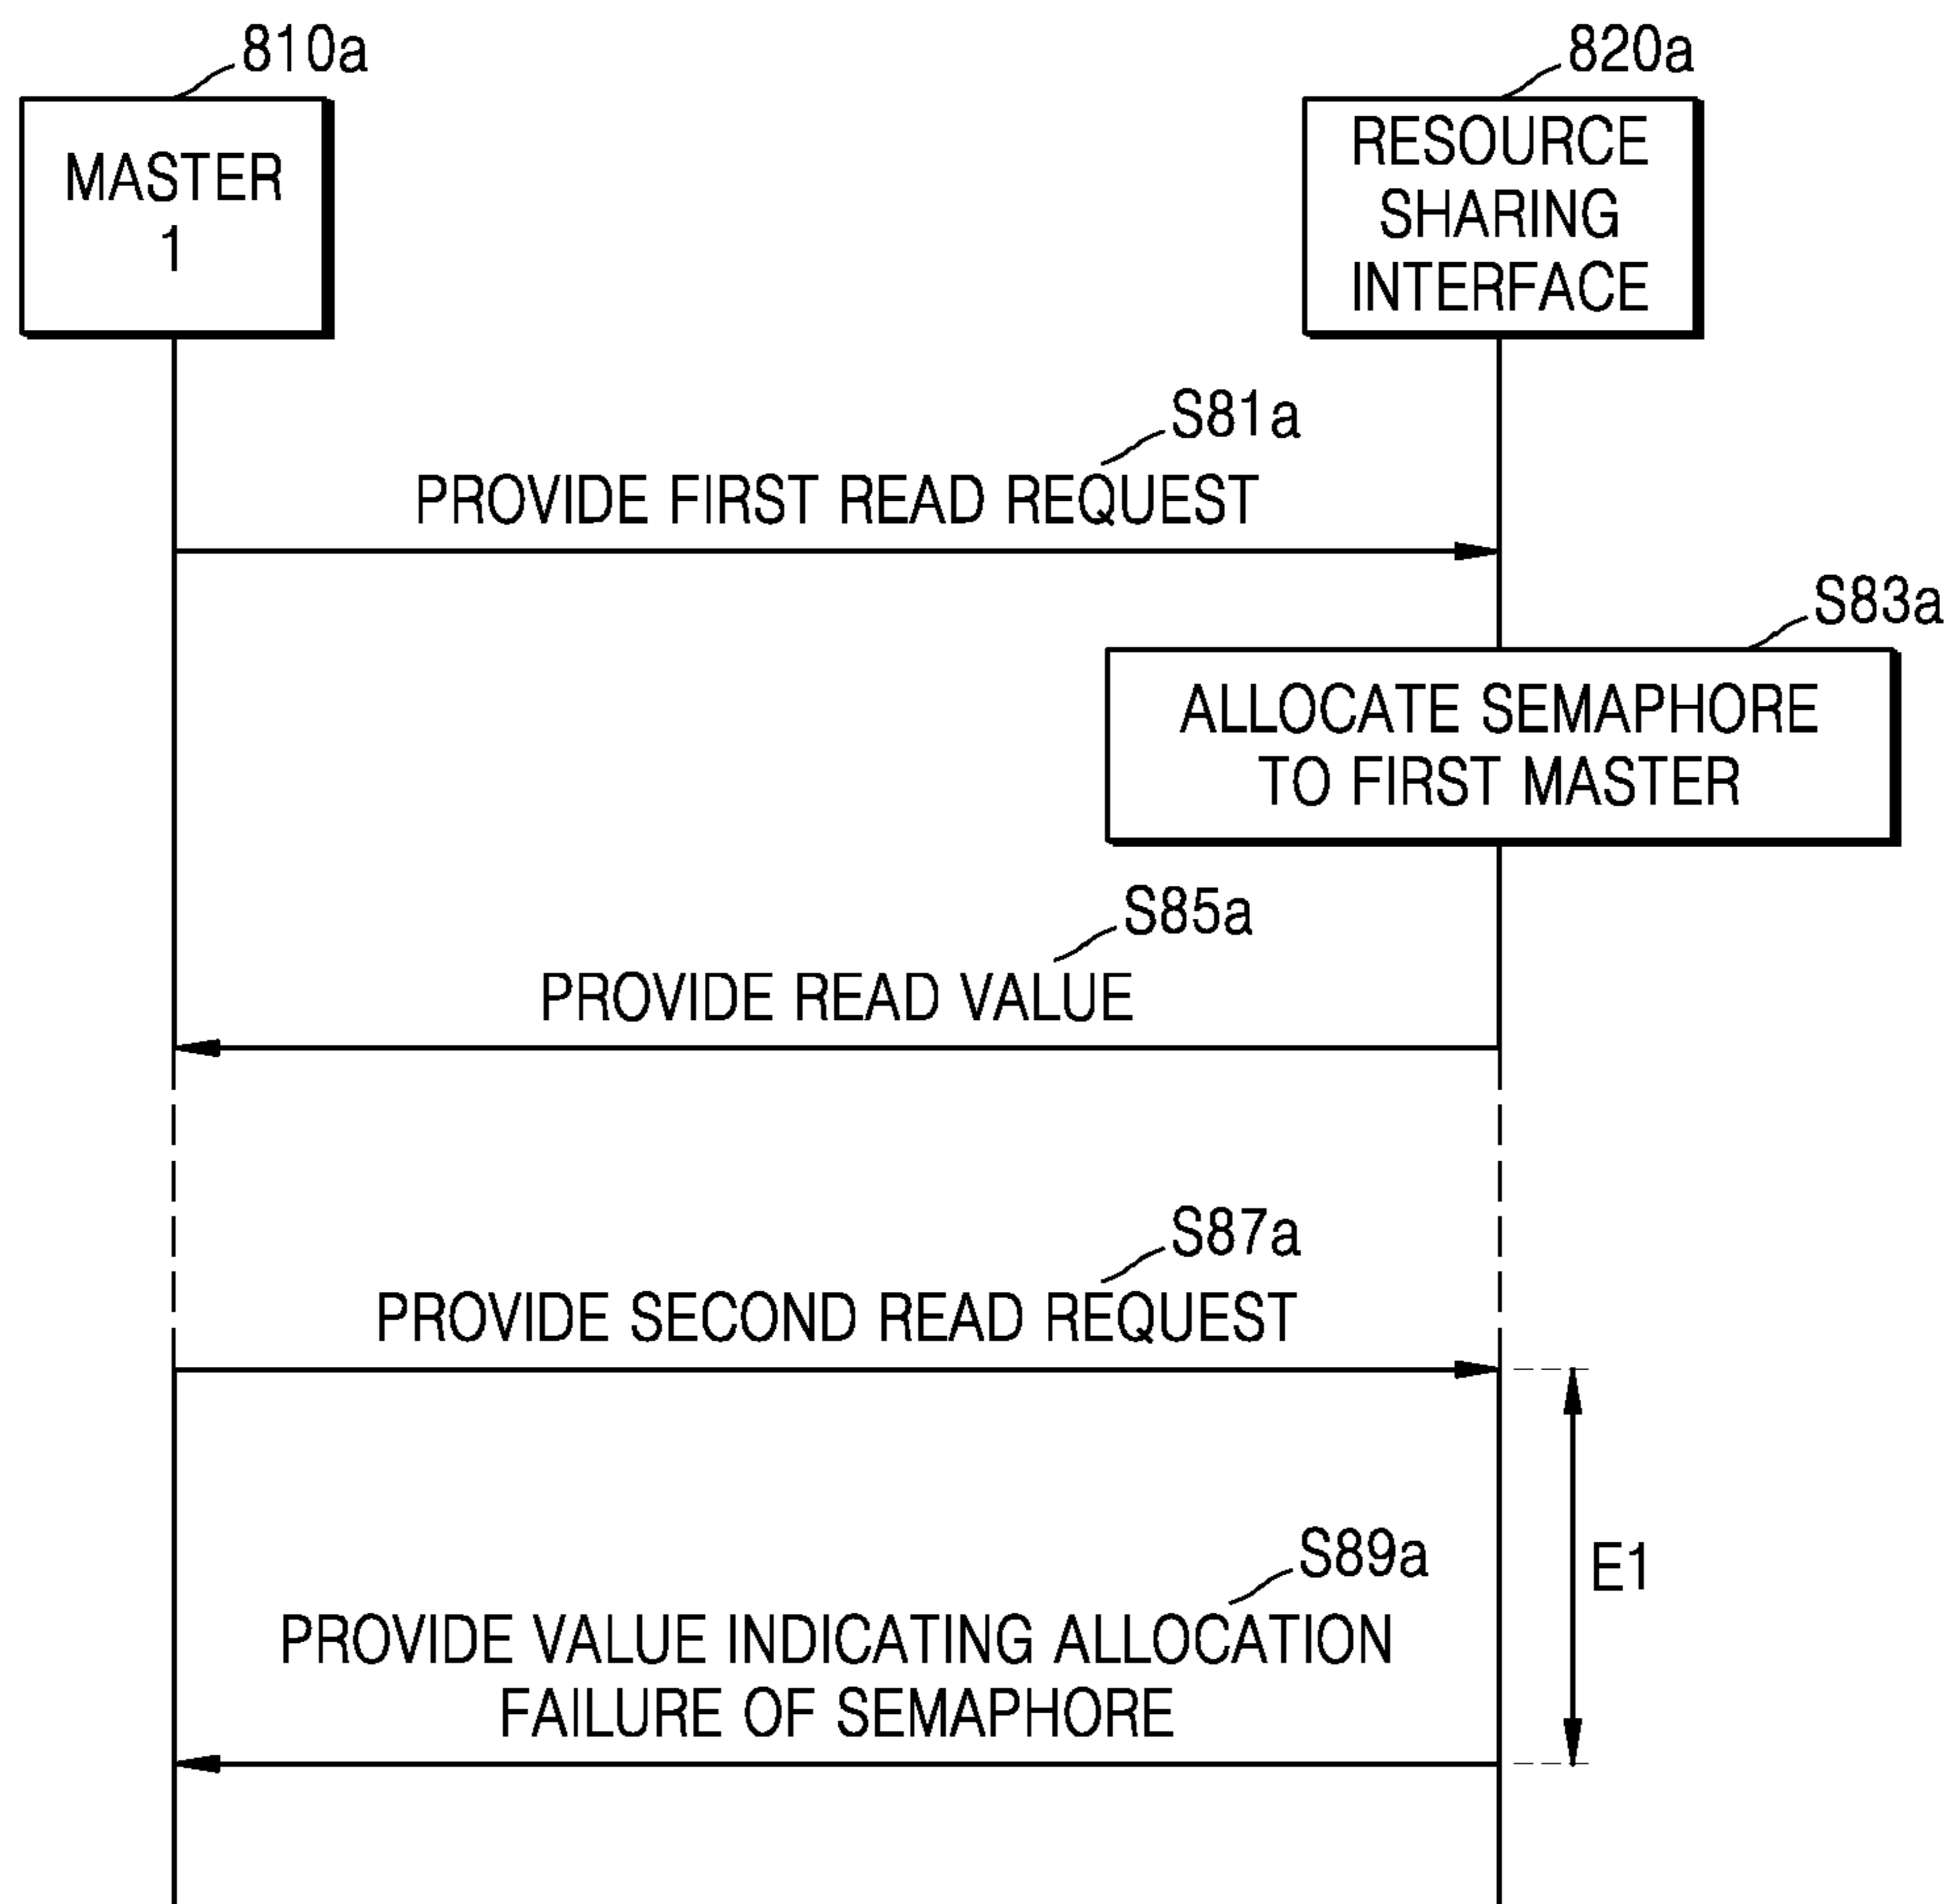 810a
820a
MASTER
1
RESOURCE
SHARING
INTERFACE
S81a
PROVIDE FIRST READ REQUEST
S83a
ALLOCATE SEMAPHORE
TO FIRST MASTER
S85a
PROVIDE READ VALUE
S87a
PROVIDE SECOND READ REQUEST
S89a
E1
PROVIDE VALUE INDICATING ALLOCATION
FAILURE OF SEMAPHORE